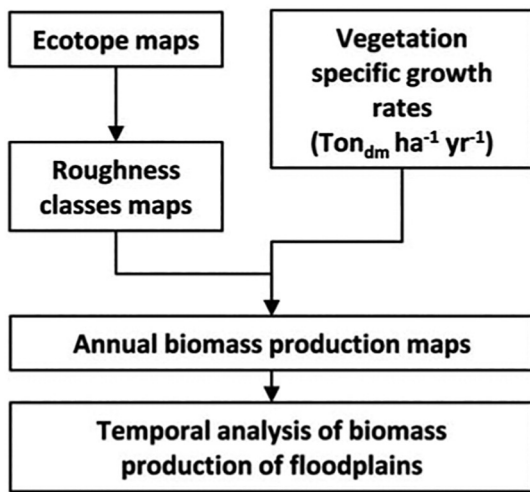 Ecotope maps
Vegetation
specific growth
rates
(Ton_dm ha⁻¹ yr⁻¹)
Roughness
classes maps
Annual biomass production maps
Temporal analysis of biomass
production of floodplains